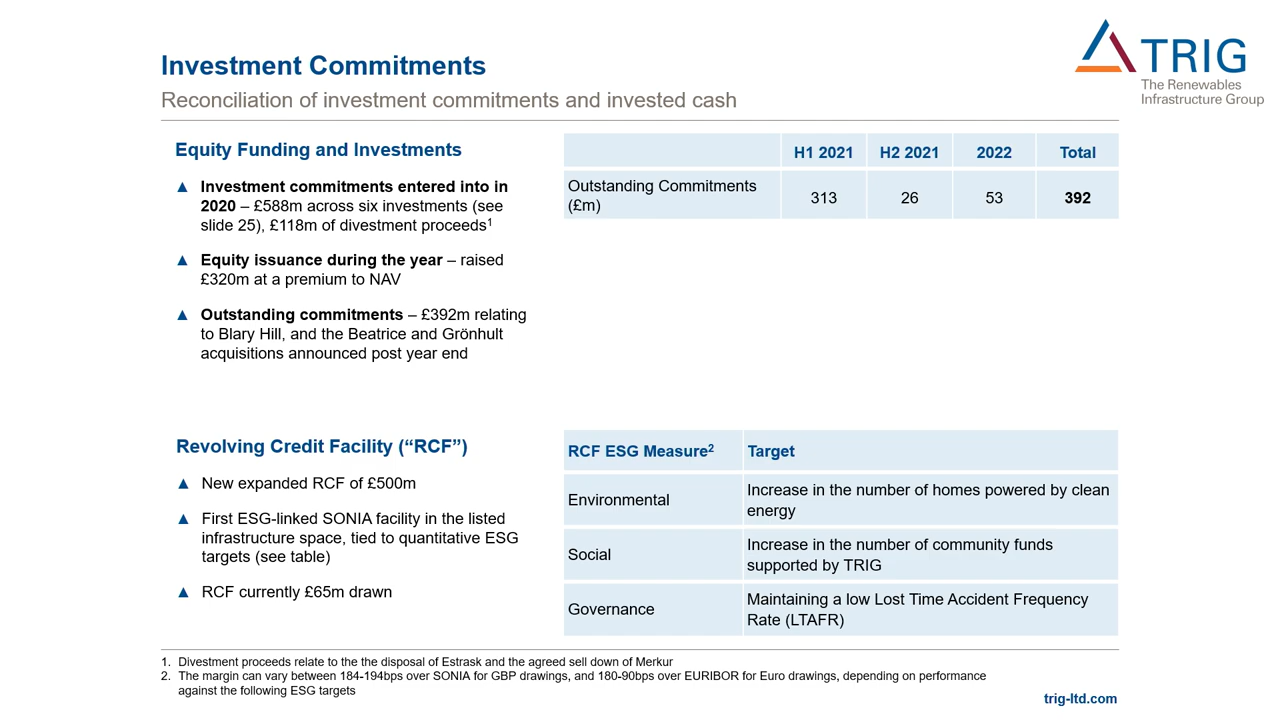 Investment Commitments
Reconciliation of investment commitments and invested cash
TRIG
The Renewables
Infrastructure Group
Equity Funding and Investments
▲ Investment commitments entered into in
2020 – £588m across six investments (see
slide 25), £118m of divestment proceeds1
▲ Equity issuance during the year – raised
£320m at a premium to NAV
▲ Outstanding commitments – £392m relating
to Blary Hill, and the Beatrice and Grönhult
acquisitions announced post year end
H1 2021 H2 2021 2022 Total
Outstanding Commitments
(£m) 313 26 53 392
Revolving Credit Facility (“RCF”)
▲ New expanded RCF of £500m
▲ First ESG-linked SONIA facility in the listed
infrastructure space, tied to quantitative ESG
targets (see table)
▲ RCF currently £65m drawn
RCF ESG Measure2 Target
Environmental Increase in the number of homes powered by clean
energy
Social Increase in the number of community funds
supported by TRIG
Governance Maintaining a low Lost Time Accident Frequency
Rate (LTAFR)
1. Divestment proceeds relate to the the disposal of Estrask and the agreed sell down of Merkur
2. The margin can vary between 184-194bps over SONIA for GBP drawings, and 180-90bps over EURIBOR for Euro drawings, depending on performance
against the following ESG targets
trig-ltd.com